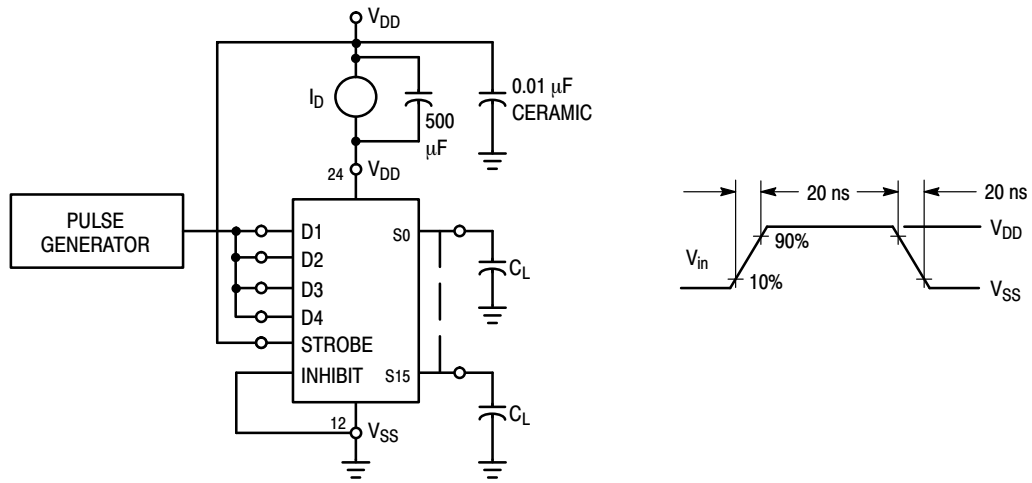 V_DD
I_D
500
μF
0.01 μF
CERAMIC
24
V_DD
PULSE
GENERATOR
D1
D2
D3
D4
STROBE
INHIBIT
S0
S15
C_L
C_L
12
V_SS
20 ns
20 ns
V_DD
90%
V_in
10%
V_SS